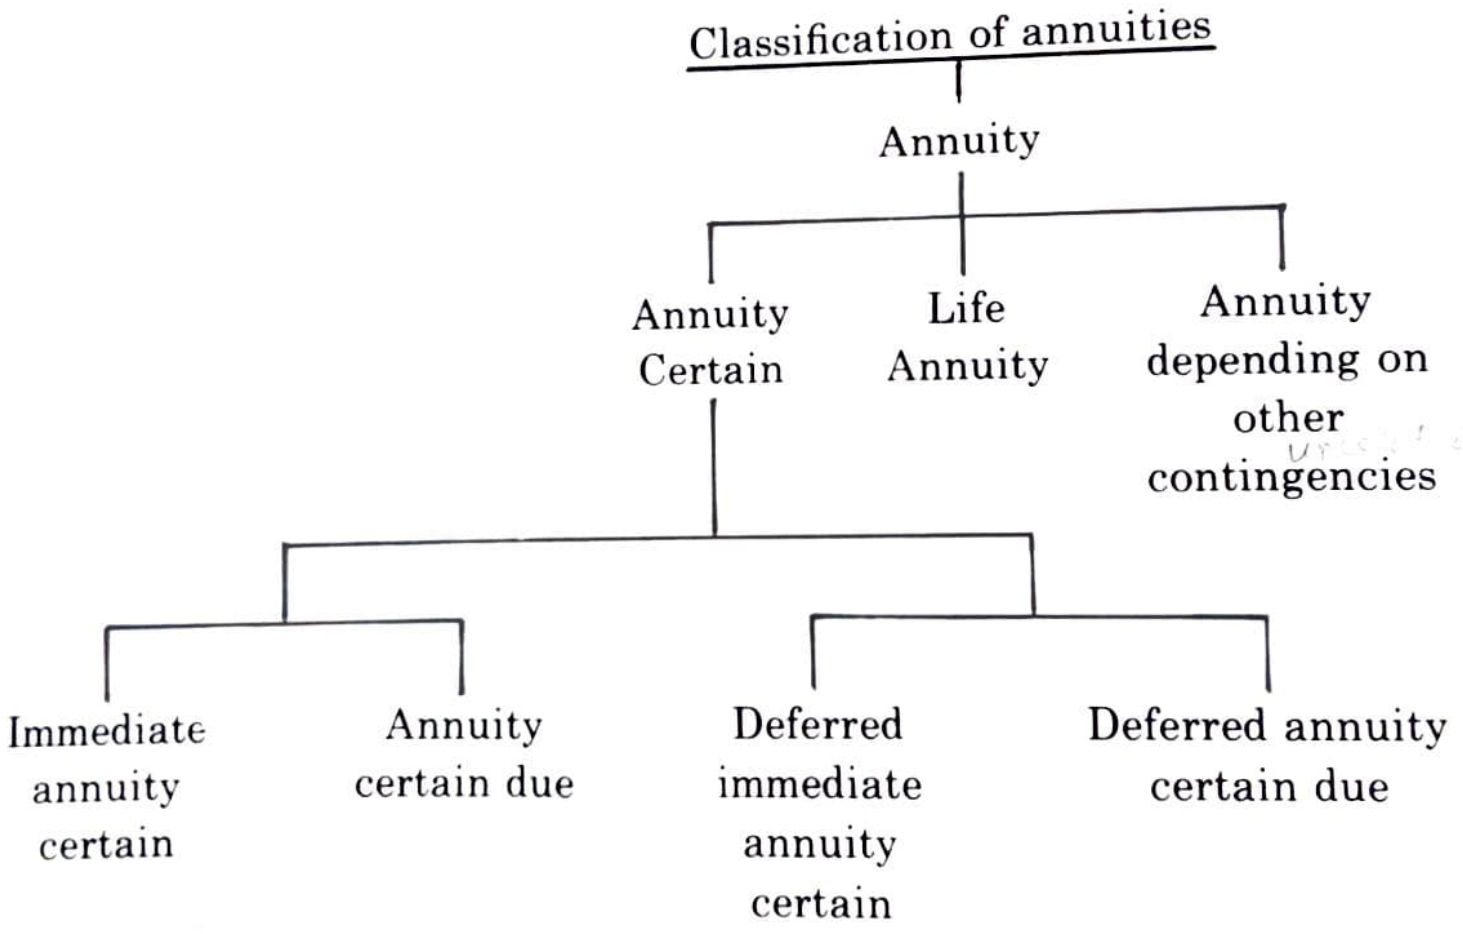 Classification of annuities
Annuity
Annuity
Certain
Life
Annuity
Annuity
depending on
other
contingencies
Immediate
annuity
certain
Annuity
certain due
Deferred
immediate
annuity
certain
Deferred annuity
certain due